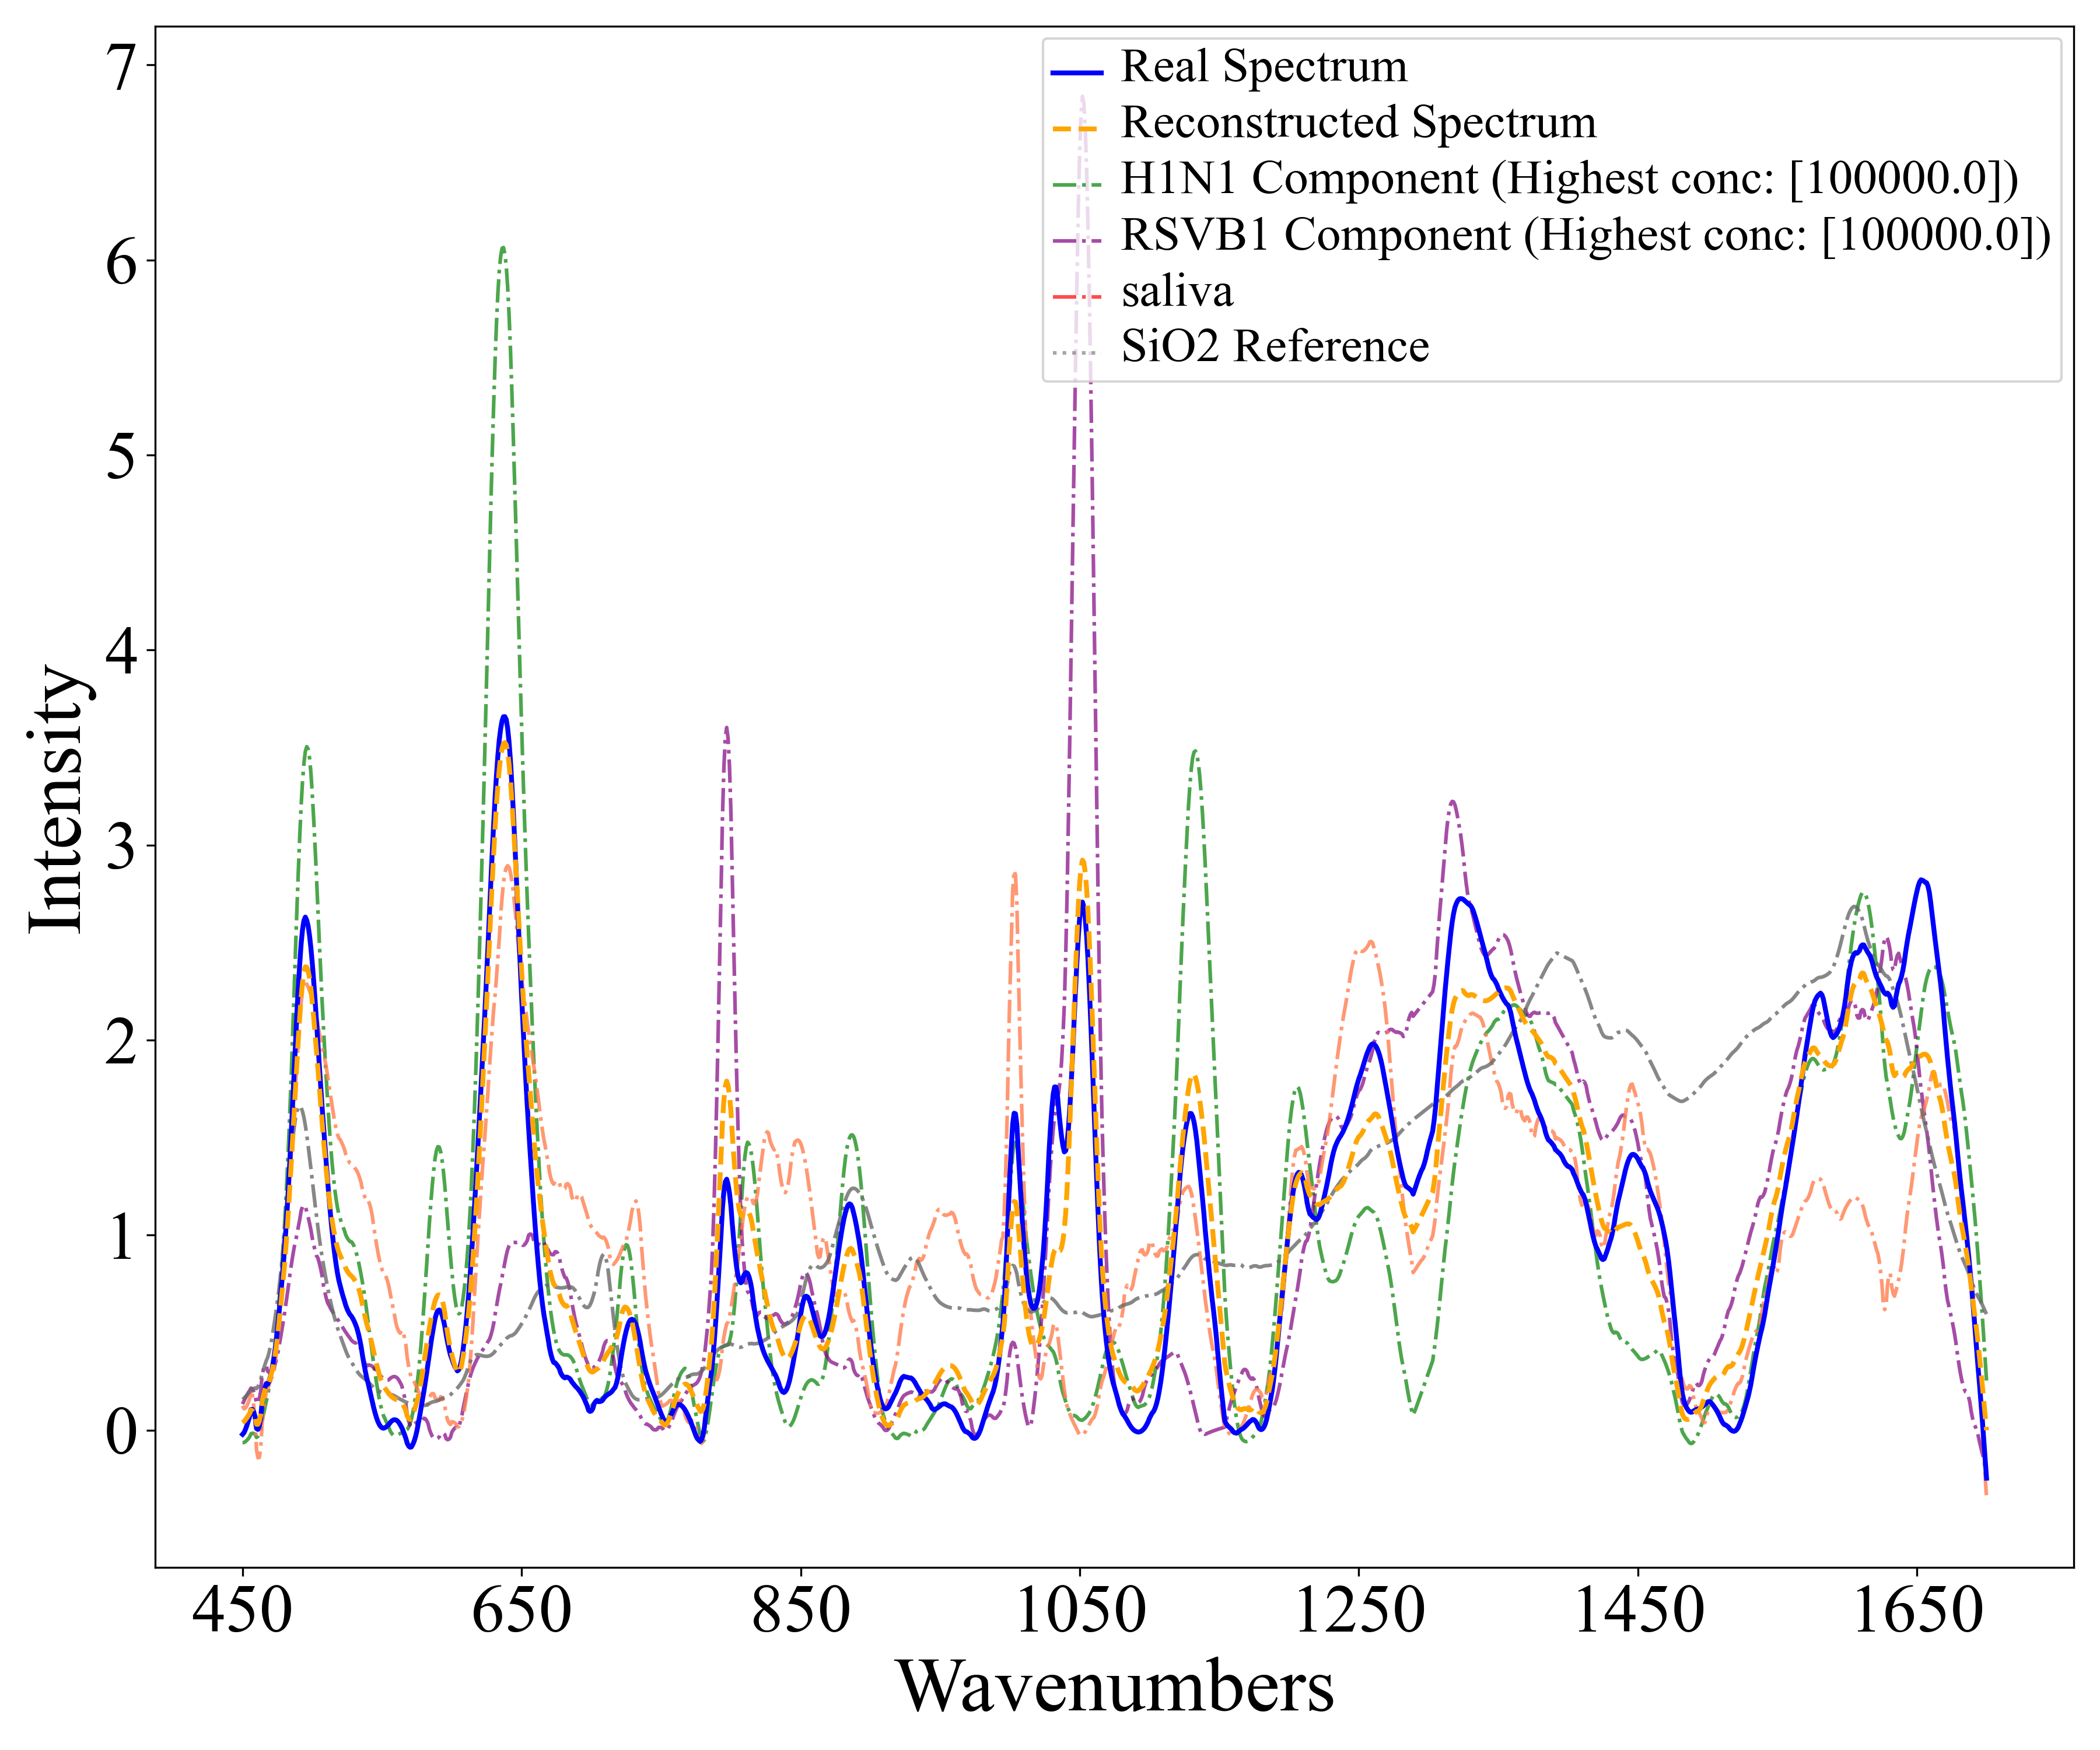 Real Spectrum
Reconstructed Spectrum
H1N1 Component (Highest conc: [100000.0])
RSVB1 Component (Highest conc: [100000.0])
saliva
SiO2 Reference
7
6
5
4
3
2
1
0
Intensity
450 650 850 1050 1250 1450 1650
Wavenumbers